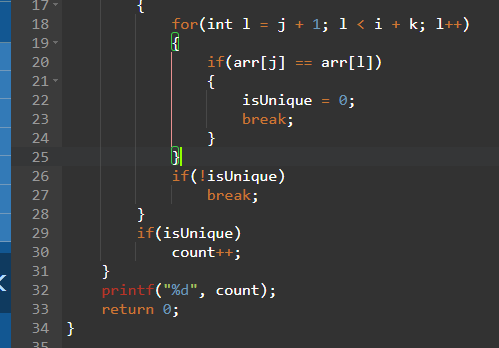 17 {
18 for(int l = j + 1; l < i + k; l++)
19 {
20 if(arr[j] == arr[l])
21 {
22 isUnique = 0;
23 break;
24 }
25 }
26 if(!isUnique)
27 break;
28 }
29 if(isUnique)
30 count++;
31 }
32 printf("%d", count);
33 return 0;
34 }
35